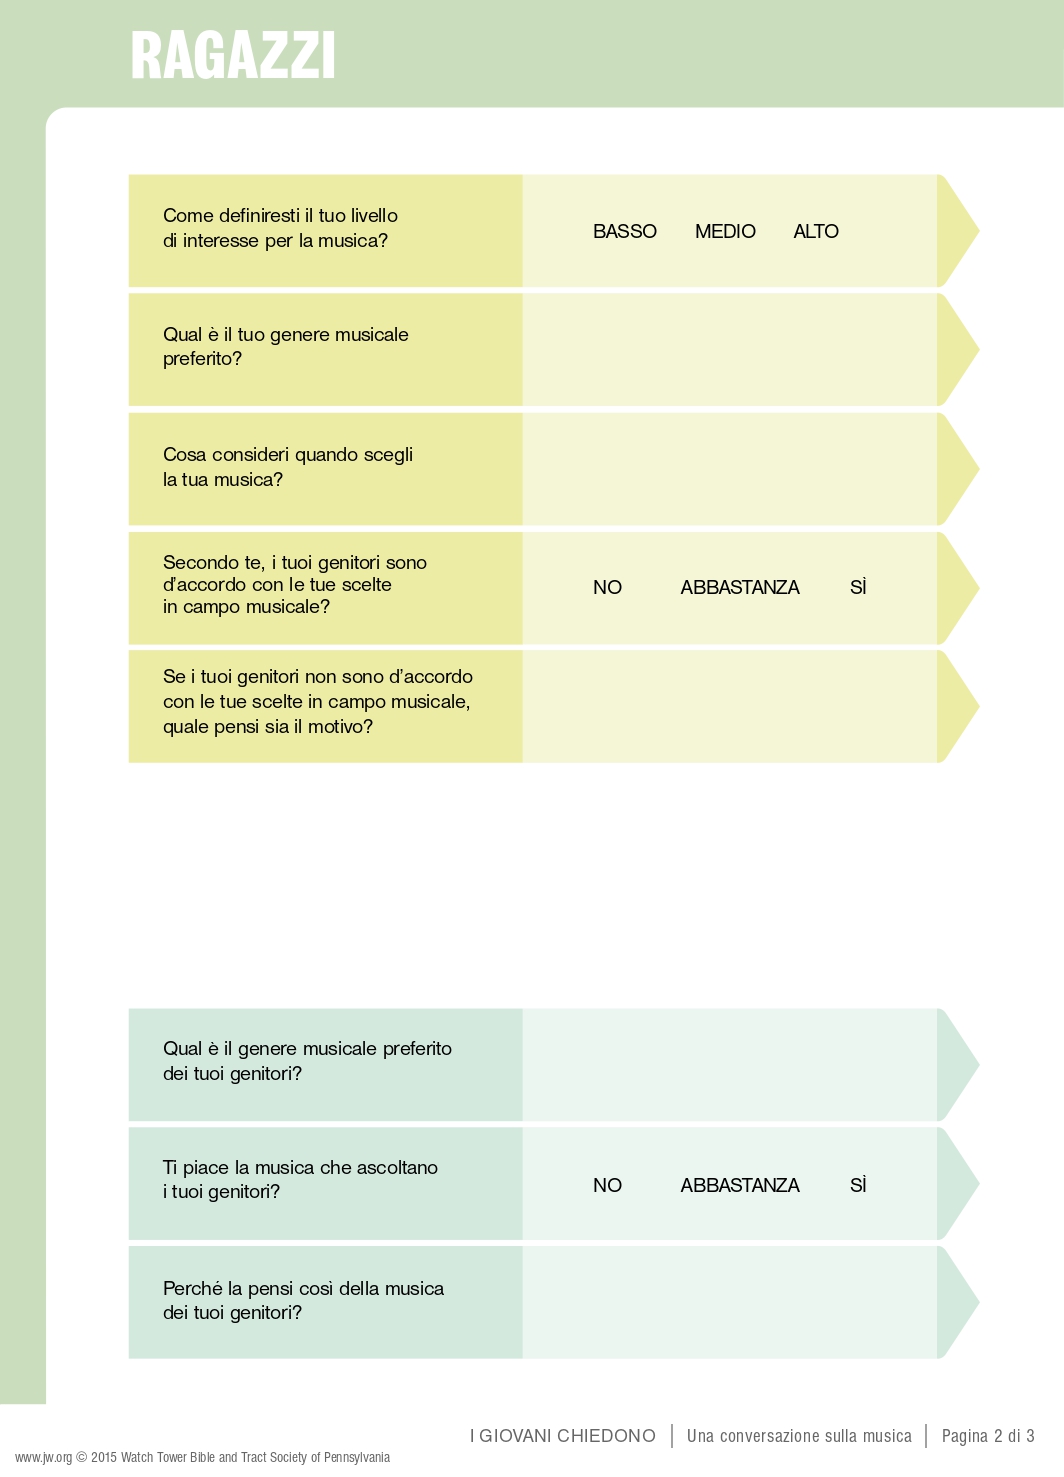 RAGAZZI
Come definiresti il tuo livello
di interesse per la musica?
BASSO MEDIO ALTO
Qual è il tuo genere musicale
preferito?
Cosa consideri quando scegli
la tua musica?
Secondo te, i tuoi genitori sono
d’accordo con le tue scelte
in campo musicale?
NO ABBASTANZA SÌ
Se i tuoi genitori non sono d’accordo
con le tue scelte in campo musicale,
quale pensi sia il motivo?
Qual è il genere musicale preferito
dei tuoi genitori?
Ti piace la musica che ascoltano
i tuoi genitori?
NO ABBASTANZA SÌ
Perché la pensi così della musica
dei tuoi genitori?
I GIOVANI CHIEDONO | Una conversazione sulla musica | Pagina 2 di 3
www.jw.org © 2015 Watch Tower Bible and Tract Society of Pennsylvania